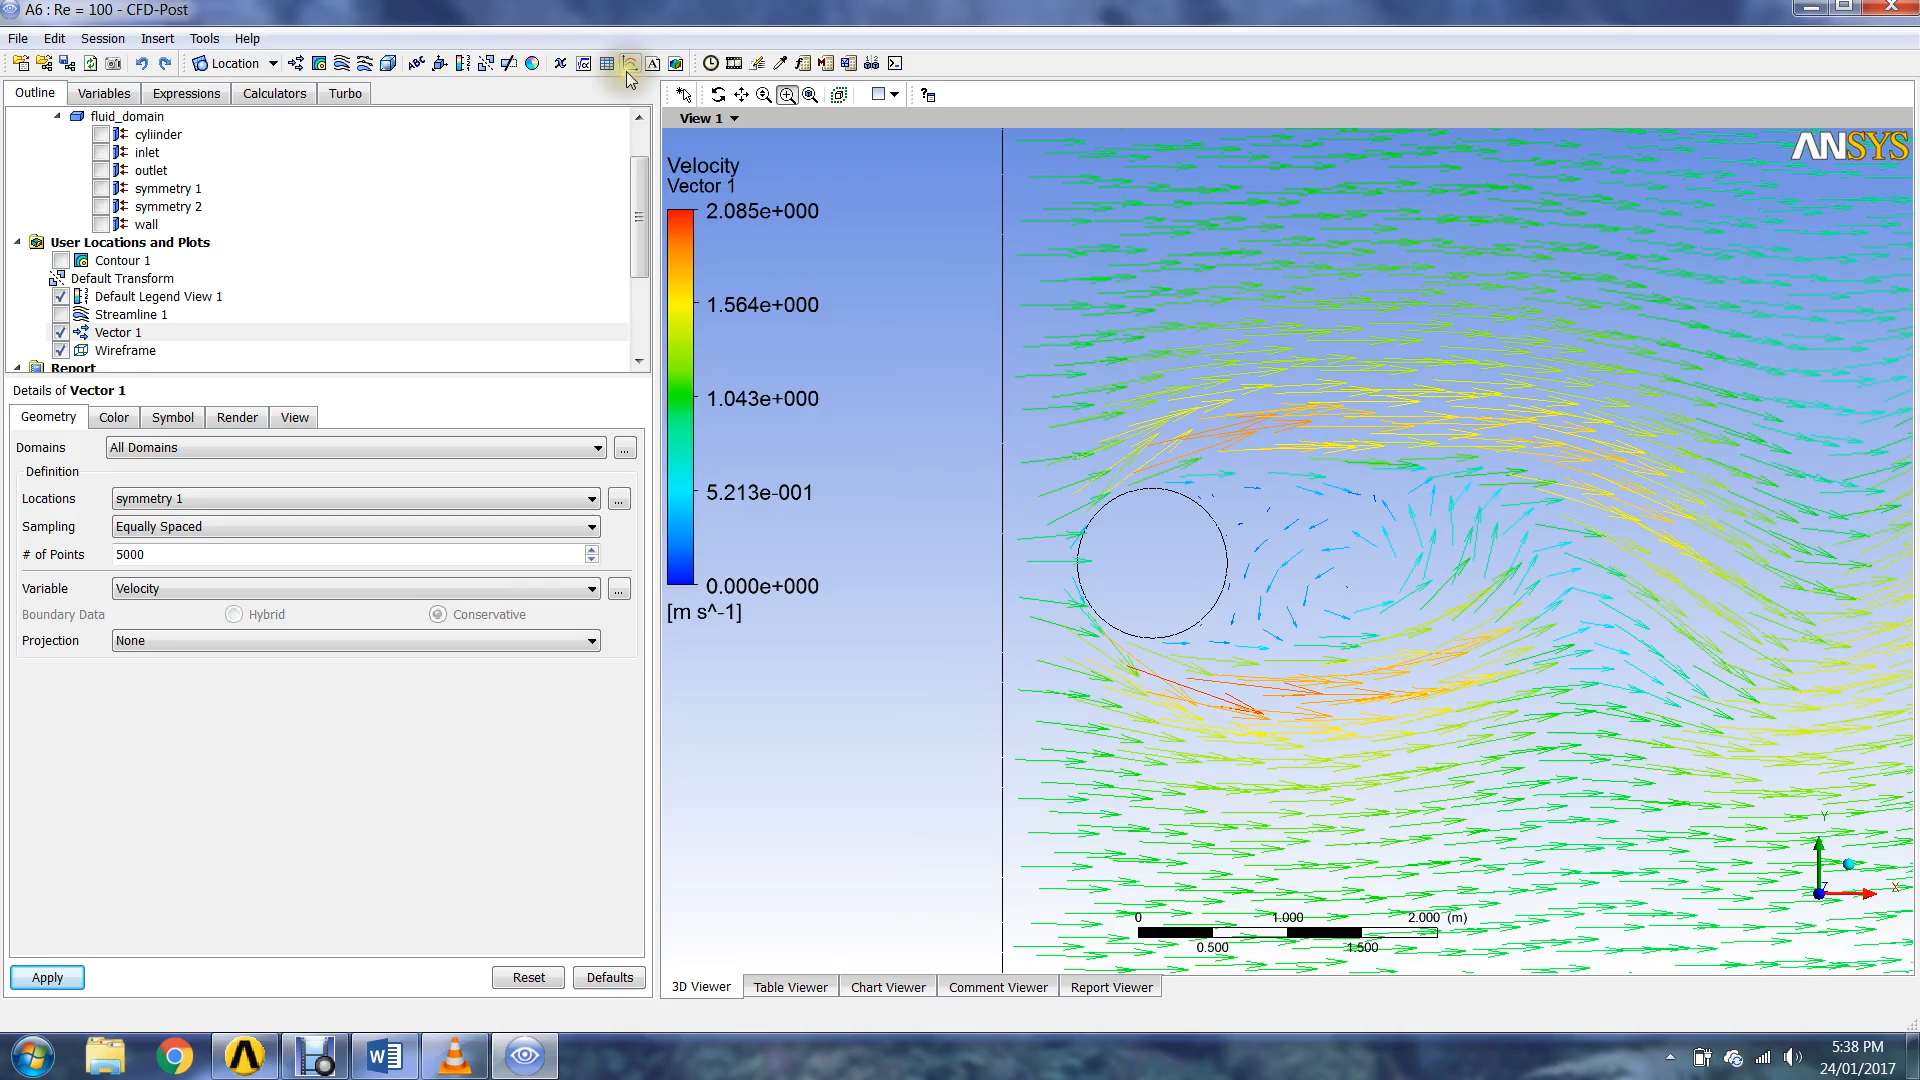 A6 : Re = 100 - CFD-Post
File Edit Session Insert Tools Help
Location
Outline Variables Expressions Calculators Turbo
fluid_domain
cyliinder
inlet
outlet
symmetry 1
symmetry 2
wall
User Locations and Plots
Contour 1
Default Transform
Default Legend View 1
Streamline 1
Vector 1
Wireframe
Report
Details of Vector 1
Geometry Color Symbol Render View
Domains All Domains ...
Definition
Locations symmetry 1 ...
Sampling Equally Spaced
# of Points 5000
Variable Velocity ...
Boundary Data Hybrid Conservative
Projection None
Apply Reset Defaults
View 1
Velocity
Vector 1
2.085e+000
1.564e+000
1.043e+000
5.213e-001
0.000e+000
[m s^-1]
ANSYS
Y
Z
X
0 1.000 2.000 (m)
0.500 1.500
3D Viewer Table Viewer Chart Viewer Comment Viewer Report Viewer
5:38 PM
24/01/2017